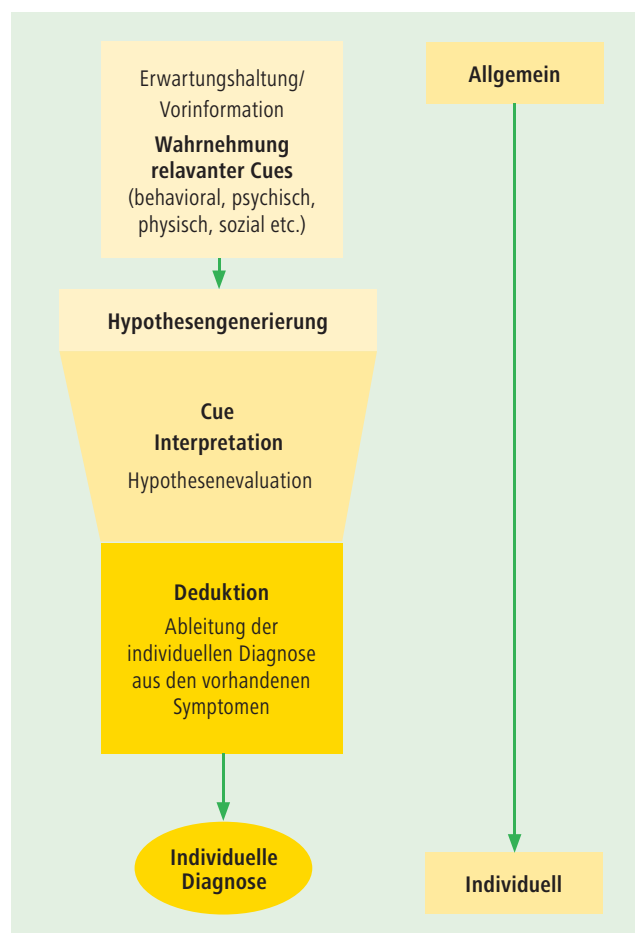 Erwartungshaltung/
Vorinformation
Wahrnehmung
relavanter Cues
(behavioral, psychisch,
physisch, sozial etc.)
Hypothesengenerierung
Cue
Interpretation
Hypothesenevaluation
Deduktion
Ableitung der
individuellen Diagnose
aus den vorhandenen
Symptomen
Individuelle
Diagnose
Allgemein
Individuell